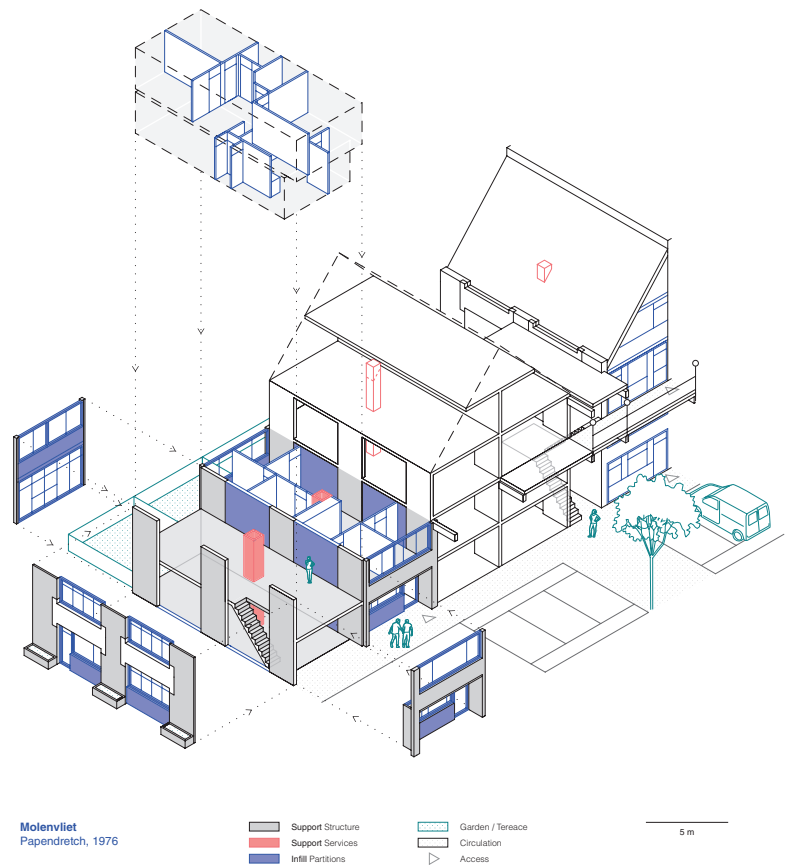 Molenvliet
Papendretch, 1976
Support Structure
Support Services
Infill Partitions
Garden / Tereace
Circulation
Access
5 m